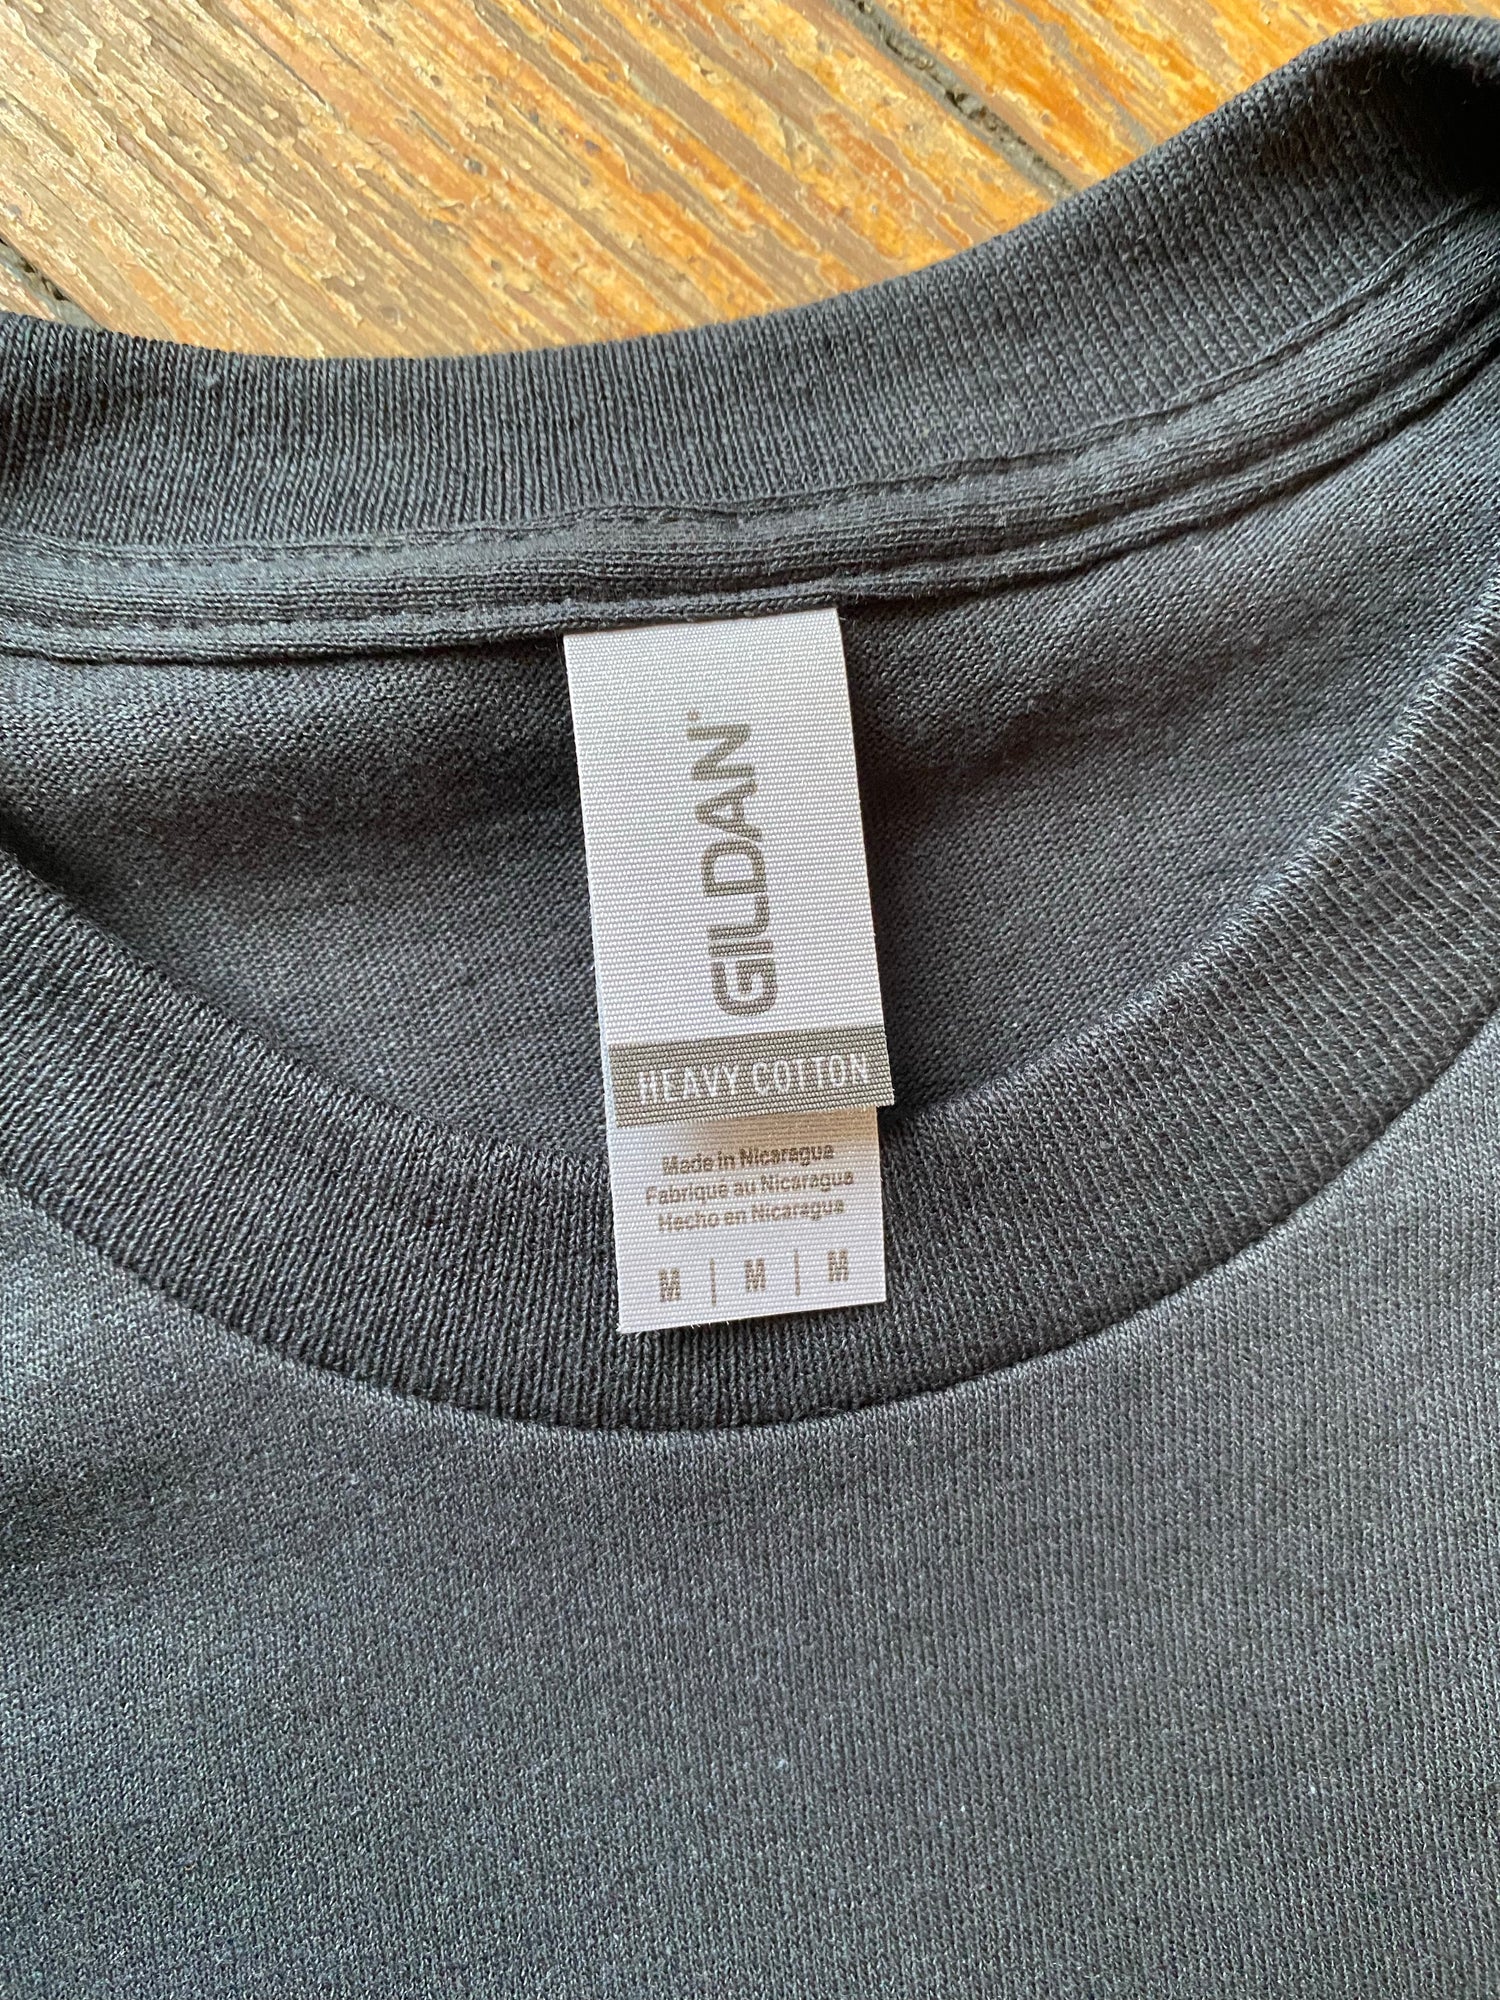 GILDAN®
HEAVY COTTON
Made in Nicaragua
Fabriqué au Nicaragua
Hecho en Nicaragua
M | M | M